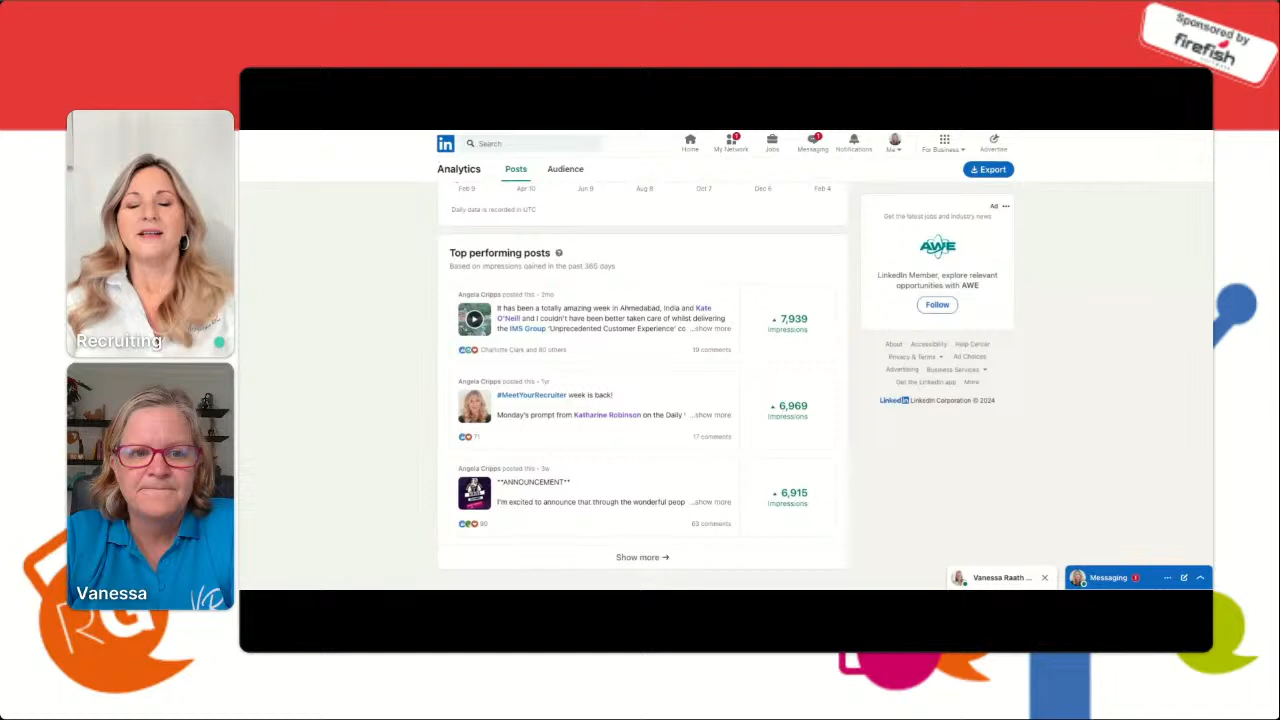 Sponsored by
firefish
SOFTWARE
Recruiting
Vanessa
VR
RG
in
Search
Home
1
My Network
Jobs
1
Messaging
Notifications
Me
For Business
Advertise
Analytics
Posts
Audience
Export
Feb 9
Apr 10
Jun 9
Aug 8
Oct 7
Dec 6
Feb 4
Daily data is recorded in UTC
Top performing posts
Based on impressions gained in the past 365 days
Angela Cripps posted this • 2mo
It has been a totally amazing week in Ahmedabad, India and Kate
O'Neill and I couldn't have been better taken care of whilst delivering
the IMS Group 'Unprecedented Customer Experience' co ...show more
Charlotte Clark and 80 others
19 comments
7,939
Impressions
Angela Cripps posted this • 1yr
#MeetYourRecruiter week is back!
Monday's prompt from Katharine Robinson on the Daily ...show more
71
17 comments
6,969
Impressions
Angela Cripps posted this • 3w
**ANNOUNCEMENT**
I'm excited to announce that through the wonderful peop ...show more
90
63 comments
6,915
Impressions
Show more →
Ad
Get the latest jobs and industry news
AWE
LinkedIn Member, explore relevant
opportunities with AWE
Follow
About Accessibility Help Center
Privacy & Terms Ad Choices
Advertising Business Services
Get the LinkedIn app More
LinkedIn LinkedIn Corporation © 2024
Vanessa Raath ...
Messaging